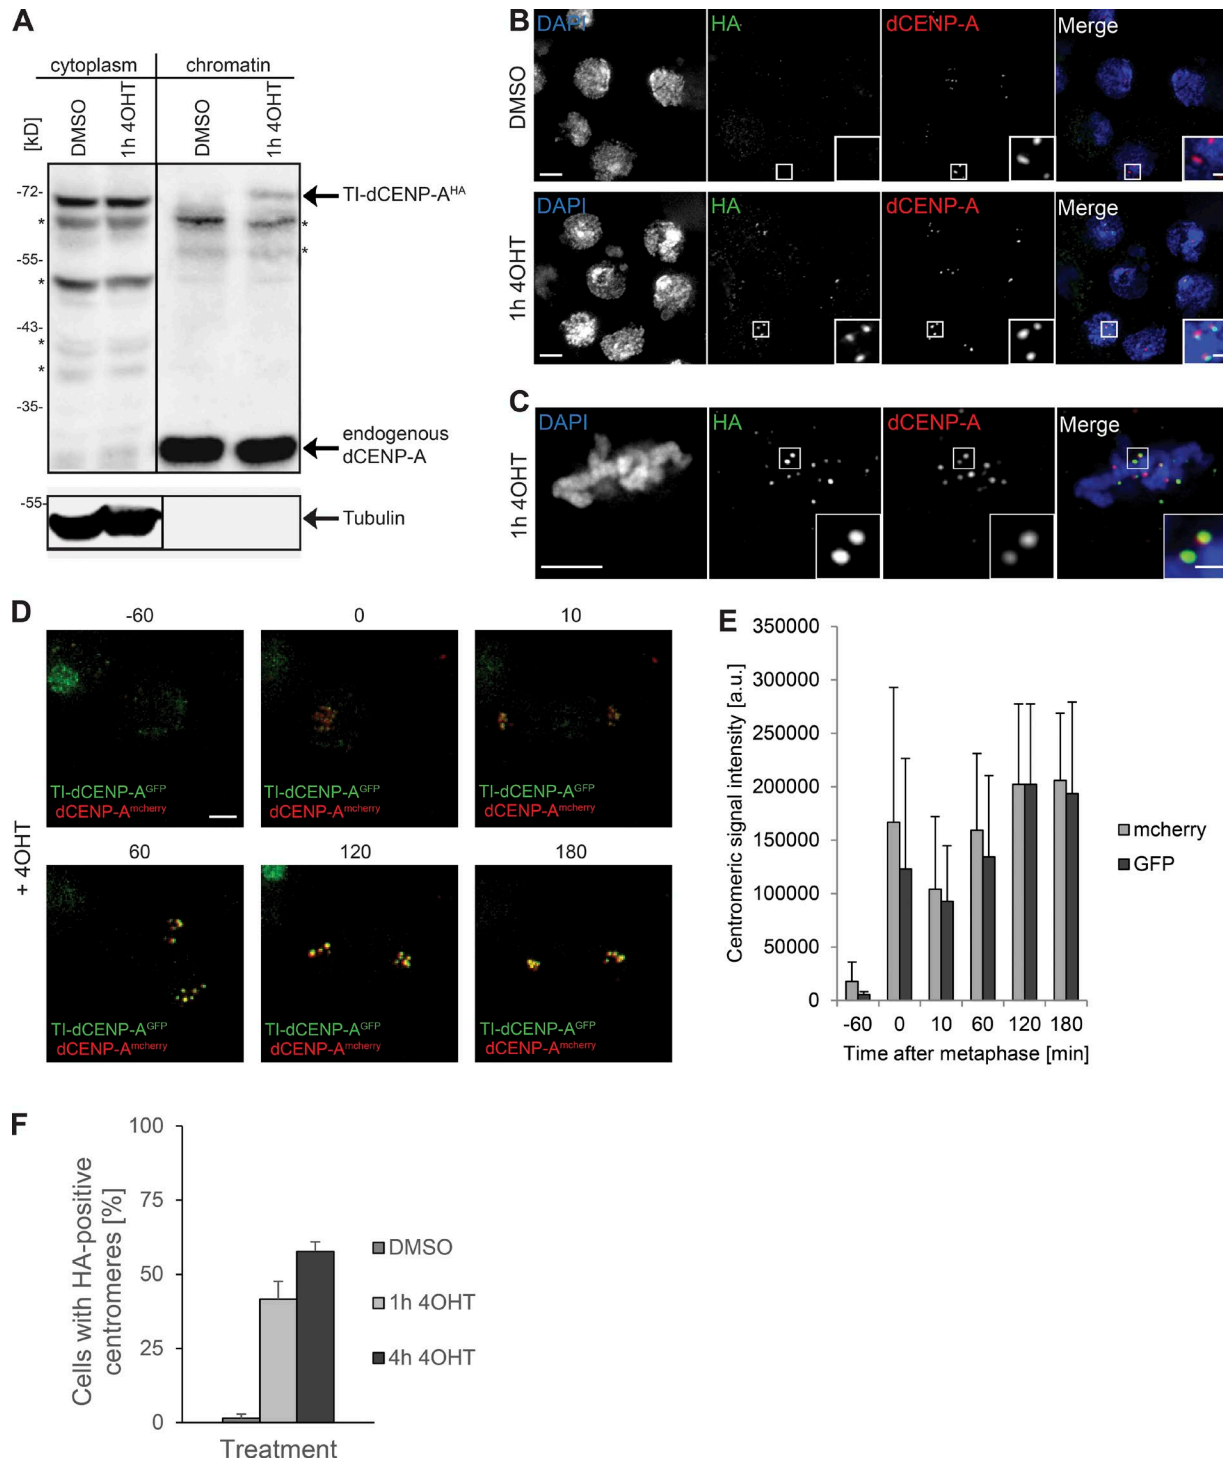 A
cytoplasm chromatin
[kD] DMSO 1h 4OHT DMSO 1h 4OHT
-72-
TI-dCENP-A^HA
*
*
-55-
*
*
-43-
*
*
-35-
endogenous
dCENP-A
-55-
Tubulin
B
DMSO
DAPI HA dCENP-A Merge
1h 4OHT
DAPI HA dCENP-A Merge
C
1h 4OHT
DAPI HA dCENP-A Merge
D
+ 4OHT
-60 0 10
TI-dCENP-A^GFP TI-dCENP-A^GFP TI-dCENP-A^GFP
dCENP-A^mcherry dCENP-A^mcherry dCENP-A^mcherry
60 120 180
TI-dCENP-A^GFP TI-dCENP-A^GFP TI-dCENP-A^GFP
dCENP-A^mcherry dCENP-A^mcherry dCENP-A^mcherry
E
Centromeric signal intensity [a.u.]
350000
300000
250000
200000
150000
100000
50000
0
-60 0 10 60 120 180
Time after metaphase [min]
mcherry
GFP
F
Cells with HA-positive
centromeres [%]
100
75
50
25
0
Treatment
DMSO
1h 4OHT
4h 4OHT